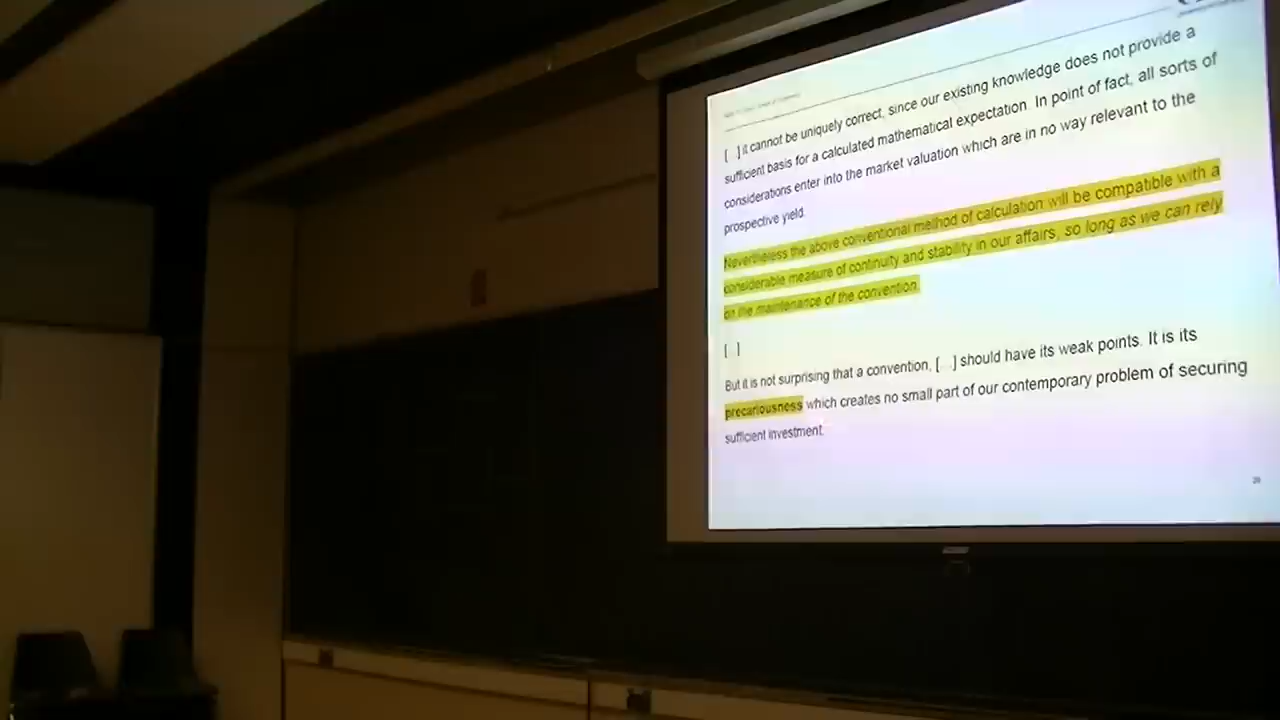 [ ] it cannot be uniquely correct, since our existing knowledge does not provide a
sufficient basis for a calculated mathematical expectation. In point of fact, all sorts of
considerations enter into the market valuation which are in no way relevant to the
prospective yield.
Nevertheless the above conventional method of calculation will be compatible with a
considerable measure of continuity and stability in our affairs, so long as we can rely
on the maintenance of the convention.
[ ]
But it is not surprising that a convention, [...] should have its weak points. It is its
precariousness which creates no small part of our contemporary problem of securing
sufficient investment.